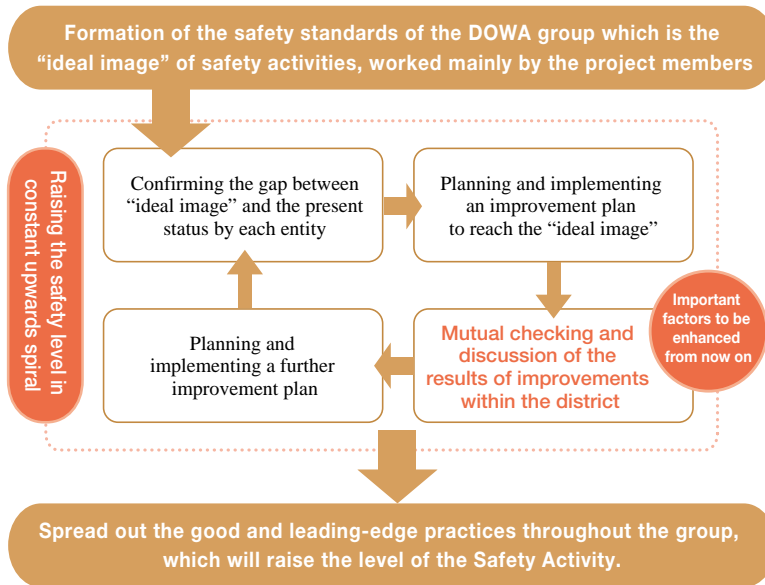 Formation of the safety standards of the DOWA group which is the
“ideal image” of safety activities, worked mainly by the project members
Raising the safety level in
constant upwards spiral
Confirming the gap between
“ideal image” and the present
status by each entity
Planning and implementing
an improvement plan
to reach the “ideal image”
Important
factors to be
enhanced
from now on
Mutual checking and
discussion of the
results of improvements
within the district
Planning and
implementing a further
improvement plan
Spread out the good and leading-edge practices throughout the group,
which will raise the level of the Safety Activity.